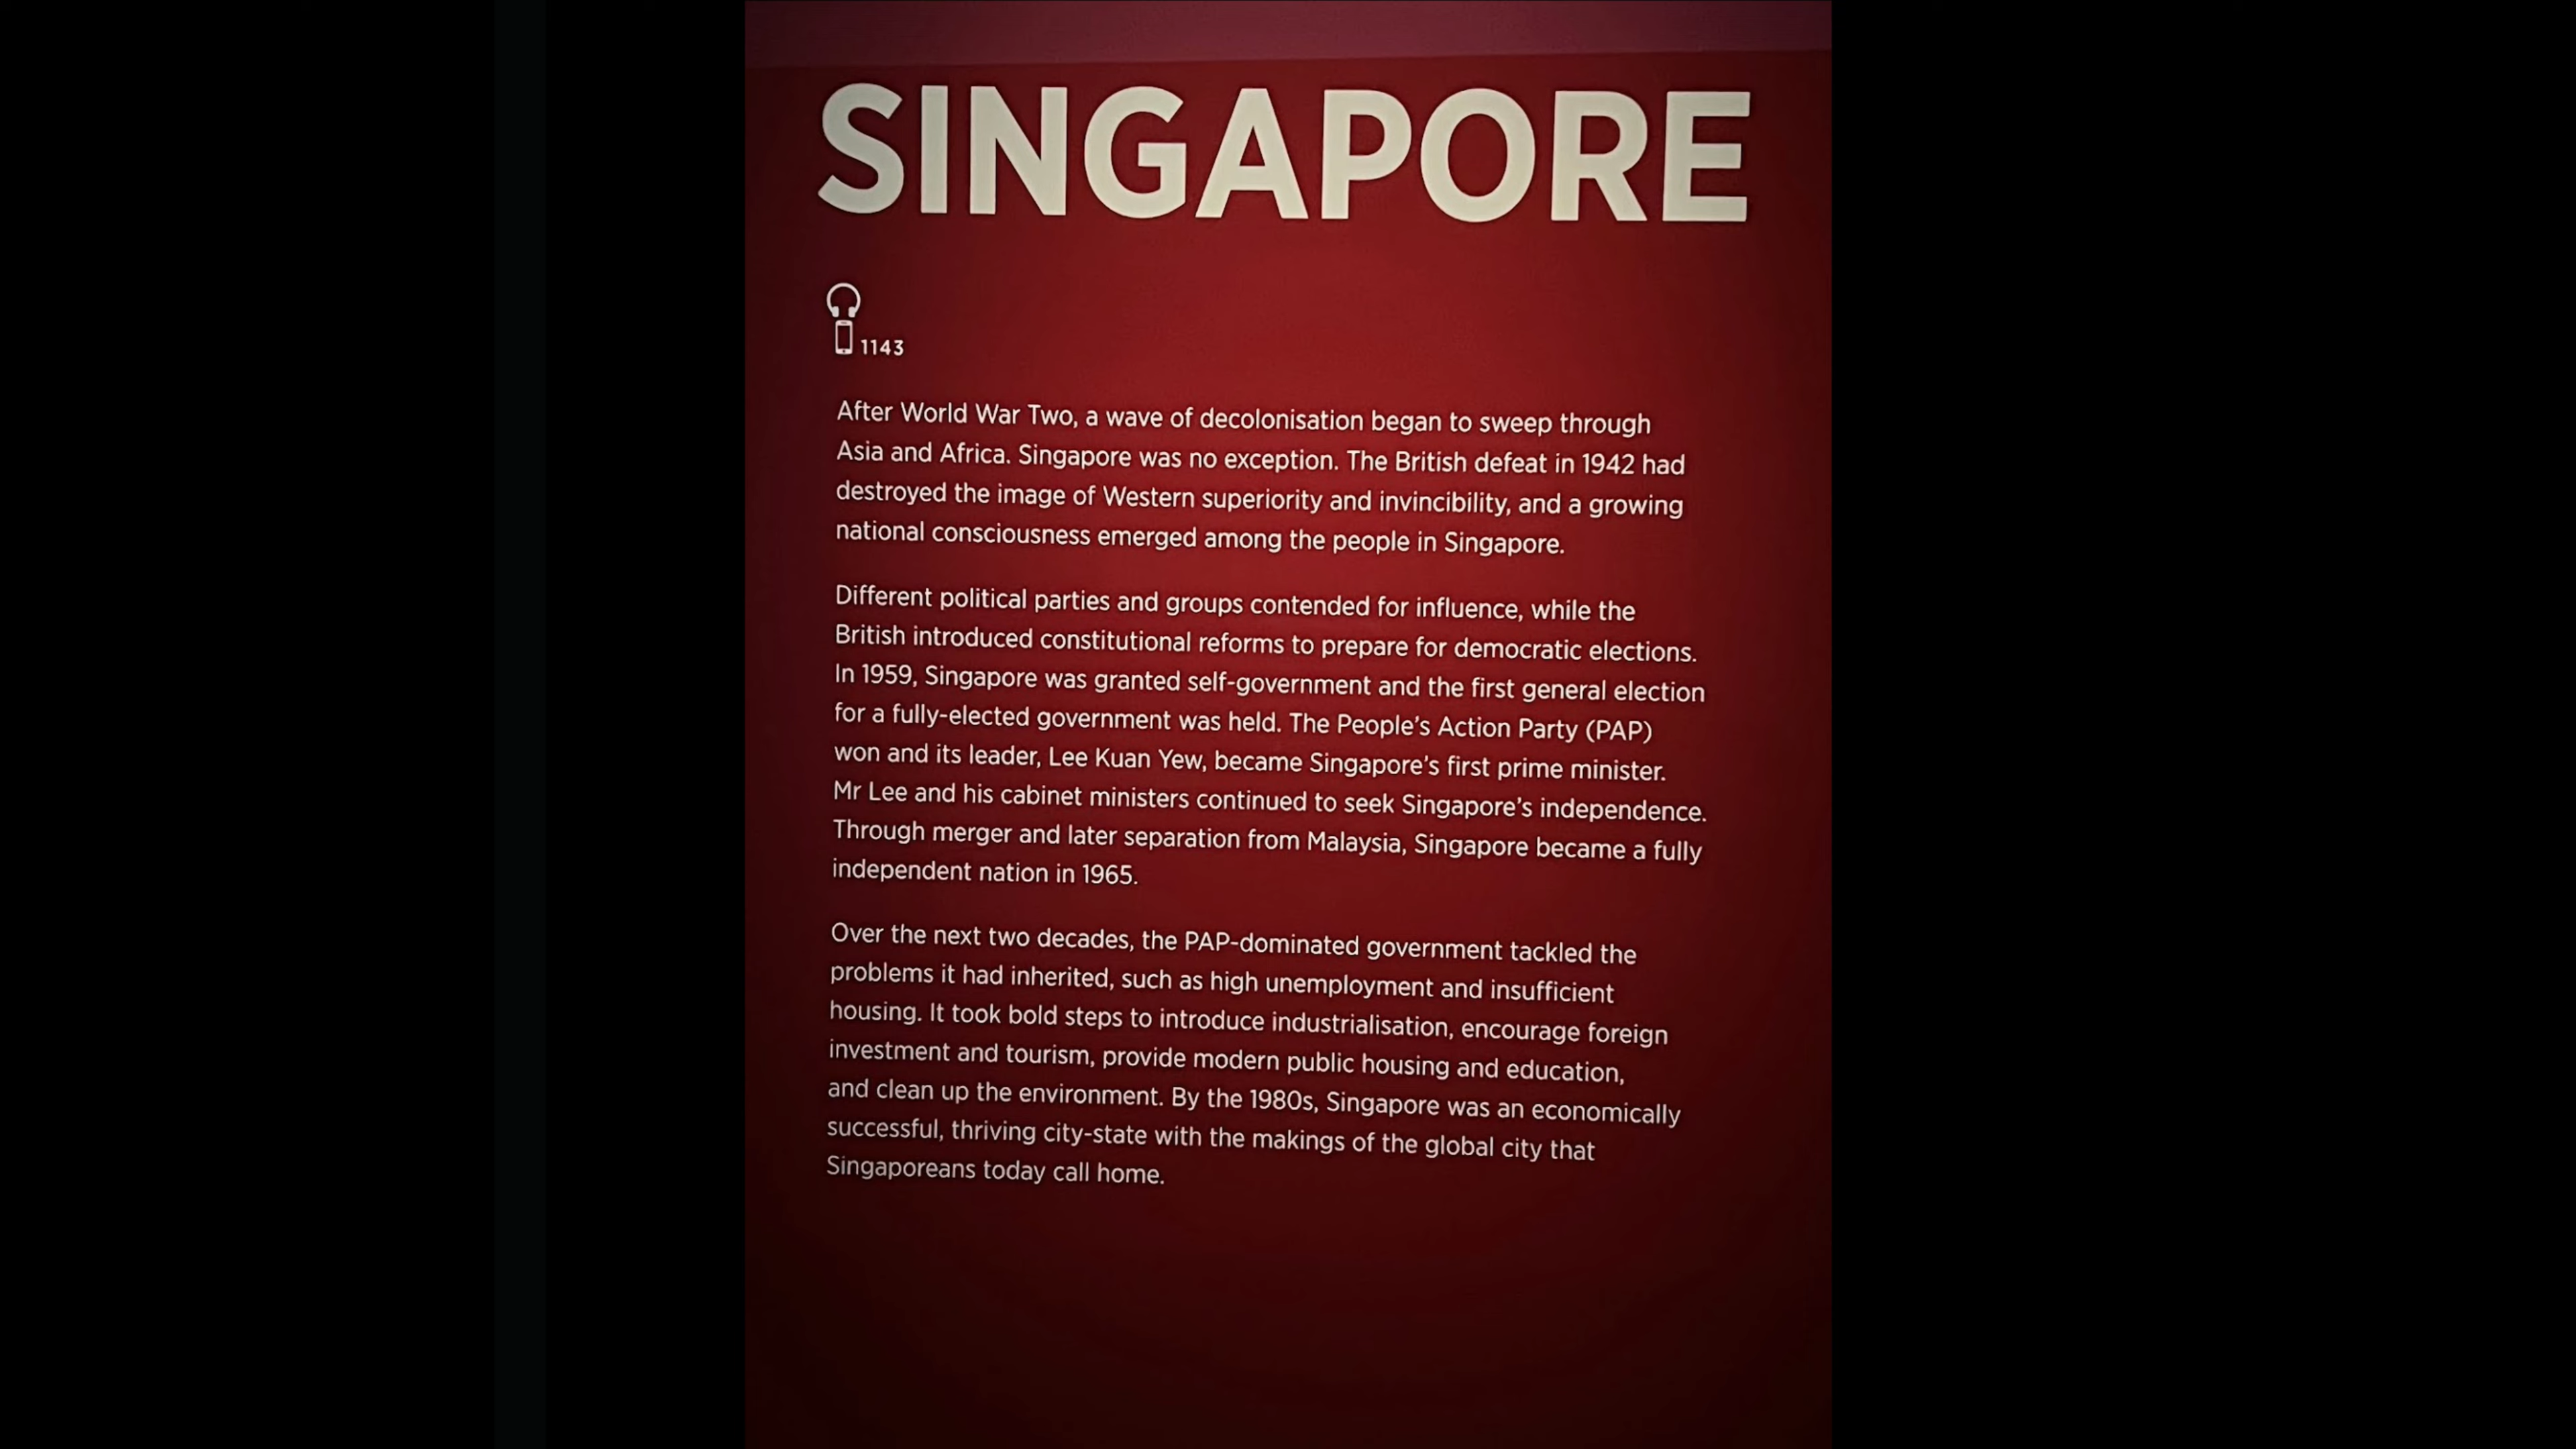 SINGAPORE
1143
After World War Two, a wave of decolonisation began to sweep through
Asia and Africa. Singapore was no exception. The British defeat in 1942 had
destroyed the image of Western superiority and invincibility, and a growing
national consciousness emerged among the people in Singapore.
Different political parties and groups contended for influence, while the
British introduced constitutional reforms to prepare for democratic elections.
In 1959, Singapore was granted self-government and the first general election
for a fully-elected government was held. The People’s Action Party (PAP)
won and its leader, Lee Kuan Yew, became Singapore’s first prime minister.
Mr Lee and his cabinet ministers continued to seek Singapore’s independence.
Through merger and later separation from Malaysia, Singapore became a fully
independent nation in 1965.
Over the next two decades, the PAP-dominated government tackled the
problems it had inherited, such as high unemployment and insufficient
housing. It took bold steps to introduce industrialisation, encourage foreign
investment and tourism, provide modern public housing and education,
and clean up the environment. By the 1980s, Singapore was an economically
successful, thriving city-state with the makings of the global city that
Singaporeans today call home.